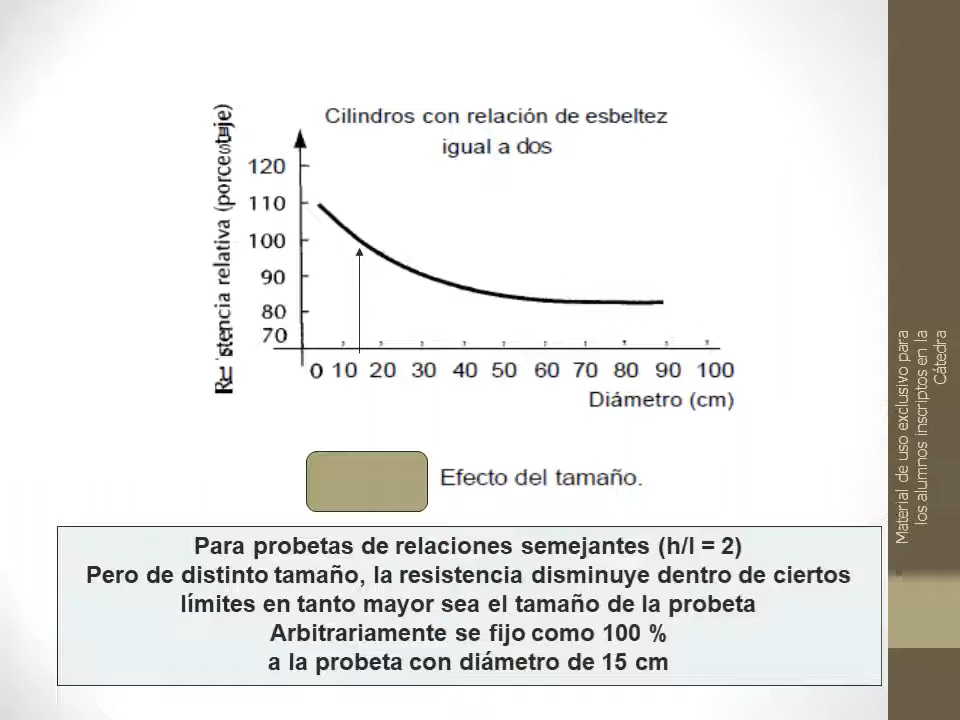 Cilindros con relación de esbeltez
igual a dos
relativa
120
110
100
90
80
70
0 10 20 30 40 50 60 70 80 90 100
Diámetro (cm)
Efecto del tamaño.
Para probetas de relaciones semejantes (h/l = 2)
Pero de distinto tamaño, la resistencia disminuye dentro de ciertos
límites en tanto mayor sea el tamaño de la probeta
Arbitrariamente se fijo como 100 %
a la probeta con diámetro de 15 cm
Material de uso exclusivo para
los alumnos inscriptos en la
Cátedra